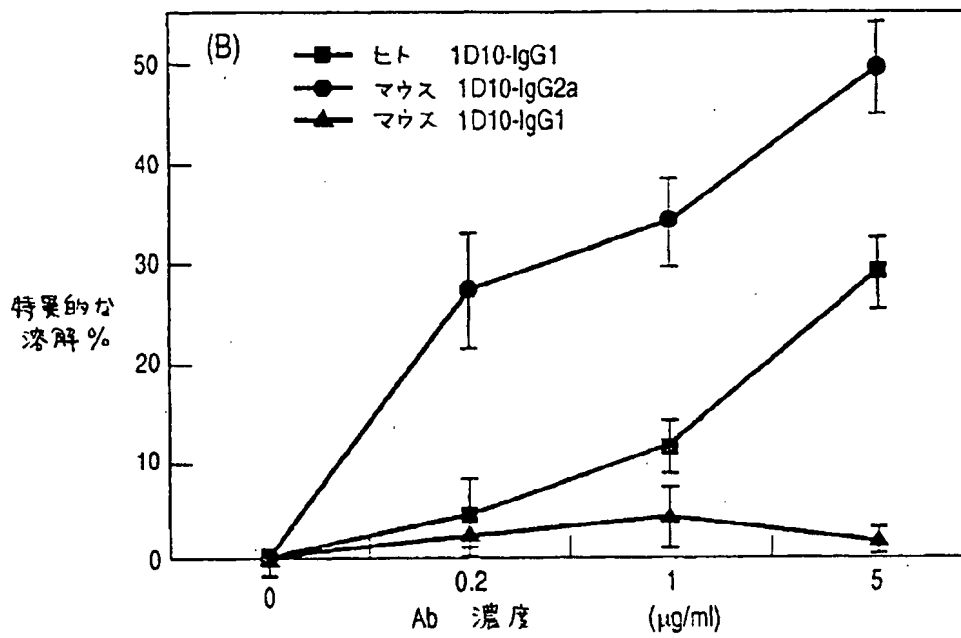 (B)
ヒト 1D10-IgG1
マウス 1D10-IgG2a
マウス 1D10-IgG1
50
40
30
20
10
0
特異的な
溶解%
0 0.2 1 5
Ab 濃度 (μg/ml)